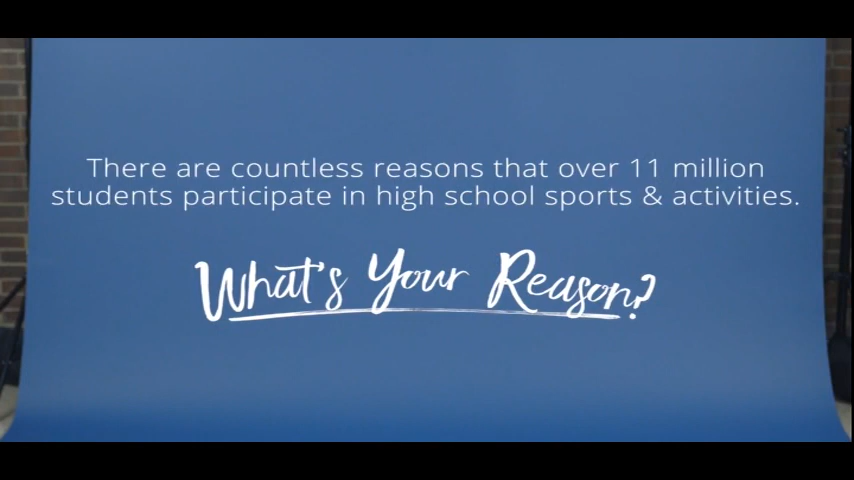 There are countless reasons that over 11 million
students participate in high school sports & activities.
What's Your Reason?